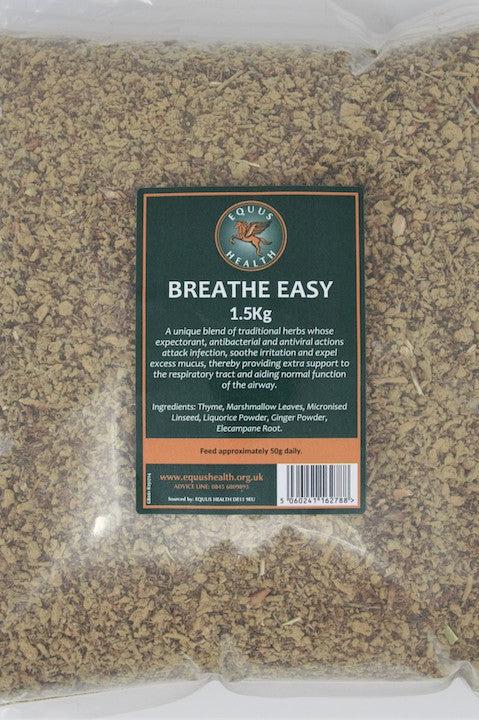 EQUUS
HEALTH
BREATHE EASY
1.5Kg
A unique blend of traditional herbs whose
expectorant, antibacterial and antiviral actions
attack infection, soothe irritation and expel
excess mucus, thereby providing extra support to
the respiratory tract and aiding normal function
of the airway.
Ingredients: Thyme, Marshmallow Leaves, Micronised
Linseed, Liquorice Powder, Ginger Powder,
Elecampane Root.
Feed approximately 50g daily.
www.equushealth.org.uk
ADVICE LINE: 0845 6809893
Sourced by: EQUUS HEALTH DE11 9EU
5 060241 162788 >